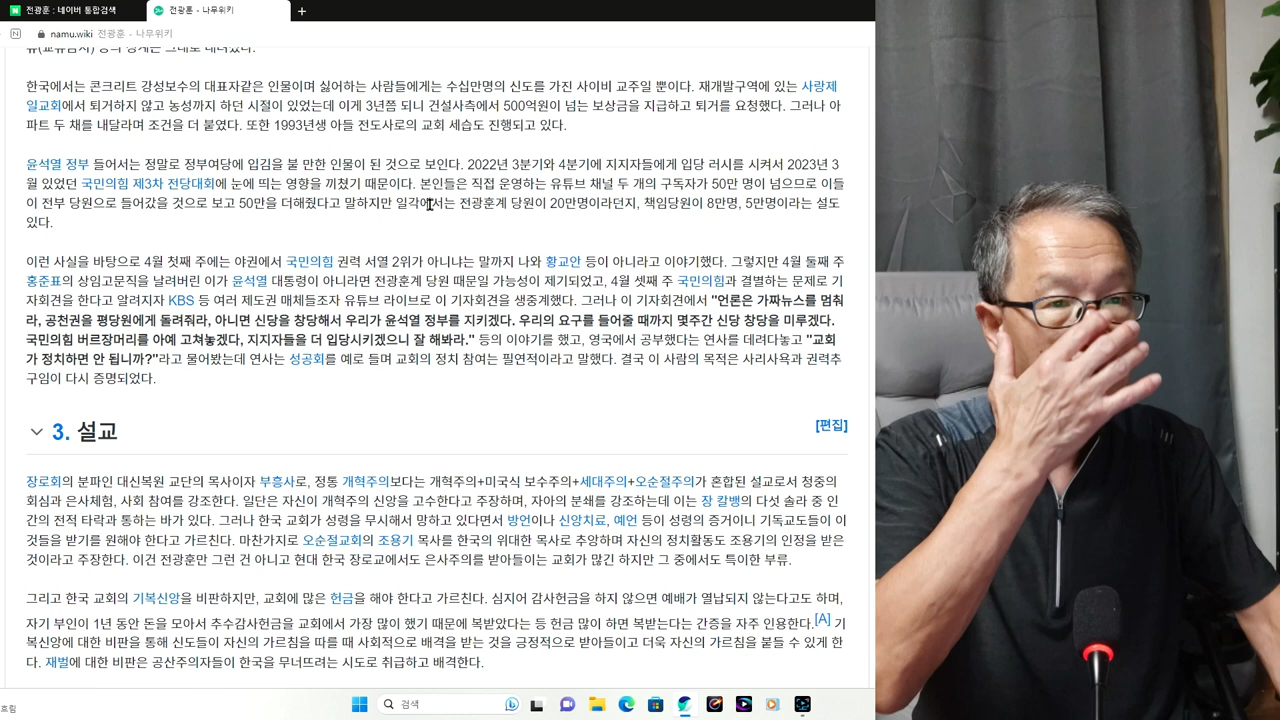 전광훈 : 네이버 통합검색
전광훈 - 나무위키
namu.wiki 전광훈 - 나무위키
한국에서는 콘크리트 강성보수의 대표자같은 인물이며 싫어하는 사람들에게는 수십만명의 신도를 가진 사이비 교주일 뿐이다. 재개발구역에 있는 사랑제
일교회에서 퇴거하지 않고 농성까지 하던 시절이 있었는데 이게 3년쯤 되니 건설사측에서 500억원이 넘는 보상금을 지급하고 퇴거를 요청했다. 그러나 아
파트 두 채를 내달라며 조건을 더 붙였다. 또한 1993년생 아들 전도사로의 교회 세습도 진행되고 있다.
윤석열 정부 들어서는 정말로 정부여당에 입김을 불 만한 인물이 된 것으로 보인다. 2022년 3분기와 4분기에 지지자들에게 입당 러시를 시켜서 2023년 3
월 있었던 국민의힘 제3차 전당대회에 눈에 띄는 영향을 끼쳤기 때문이다. 본인들은 직접 운영하는 유튜브 채널 두 개의 구독자가 50만 명이 넘으므로 이들
이 전부 당원으로 들어갔을 것으로 보고 50만을 더해줬다고 말하지만 일각에서는 전광훈계 당원이 20만명이라던지, 책임당원이 8만명, 5만명이라는 설도
있다.
이런 사실을 바탕으로 4월 첫째 주에는 야권에서 국민의힘 권력 서열 2위가 아니냐는 말까지 나와 황교안 등이 아니라고 이야기했다. 그렇지만 4월 둘째 주
홍준표의 상임고문직을 날려버린 이가 윤석열 대통령이 아니라면 전광훈계 당원 때문일 가능성이 제기되었고, 4월 셋째 주 국민의힘과 결별하는 문제로 기
자회견을 한다고 알려지자 KBS 등 여러 제도권 매체들조차 유튜브 라이브로 이 기자회견을 생중계했다. 그러나 이 기자회견에서 "언론은 가짜뉴스를 멈춰
라, 공천권을 평당원에게 돌려줘라, 아니면 신당을 창당해서 우리가 윤석열 정부를 지키겠다. 우리의 요구를 들어줄 때까지 몇주간 신당 창당을 미루겠다.
국민의힘 버르장머리를 아예 고쳐놓겠다, 지지자들을 더 입당시키겠으니 잘 해봐라." 등의 이야기를 했고, 영국에서 공부했다는 연사를 데려다놓고 "교회
가 정치하면 안 됩니까?"라고 물어봤는데 연사는 성공회를 예로 들며 교회의 정치 참여는 필연적이라고 말했다. 결국 이 사람의 목적은 사리사욕과 권력추
구임이 다시 증명되었다.
3. 설교
[편집]
장로회의 분파인 대신복원 교단의 목사이자 부흥사로, 정통 개혁주의보다는 개혁주의+미국식 보수주의+세대주의+오순절주의가 혼합된 설교로서 청중의
회심과 은사체험, 사회 참여를 강조한다. 일단은 자신이 개혁주의 신앙을 고수한다고 주장하며, 자아의 분쇄를 강조하는데 이는 장 칼뱅의 다섯 솔라 중 인
간의 전적 타락과 통하는 바가 있다. 그러나 한국 교회가 성령을 무시해서 망하고 있다면서 방언이나 신앙치료, 예언 등이 성령의 증거이니 기독교도들이 이
것들을 받기를 원해야 한다고 가르친다. 마찬가지로 오순절교회의 조용기 목사를 한국의 위대한 목사로 추앙하며 자신의 정치활동도 조용기의 인정을 받은
것이라고 주장한다. 이건 전광훈만 그런 건 아니고 현대 한국 장로교에서도 은사주의를 받아들이는 교회가 많긴 하지만 그 중에서도 특이한 부류.
그리고 한국 교회의 기복신앙을 비판하지만, 교회에 많은 헌금을 해야 한다고 가르친다. 심지어 감사헌금을 하지 않으면 예배가 열납되지 않는다고도 하며,
자기 부인이 1년 동안 돈을 모아서 추수감사헌금을 교회에서 가장 많이 했기 때문에 복받았다는 등 헌금 많이 하면 복받는다는 간증을 자주 인용한다.[A] 기
복신앙에 대한 비판을 통해 신도들이 자신의 가르침을 따를 때 사회적으로 배격을 받는 것을 긍정적으로 받아들이고 더욱 자신의 가르침을 붙들 수 있게 한
다. 재벌에 대한 비판은 공산주의자들이 한국을 무너뜨려는 시도로 취급하고 배격한다.
흐림
검색